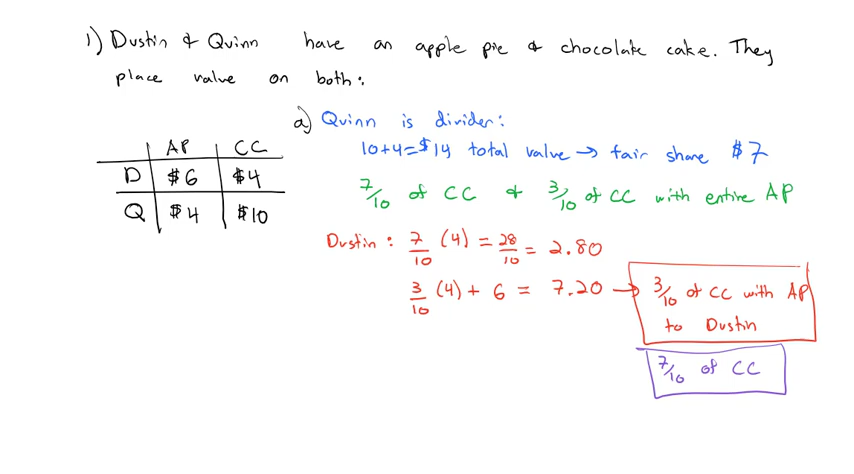 1) Dustin & Quinn have an apple pie & chocolate cake. They
place value on both:
AP CC
D $6 $4
Q $4 $10
a) Quinn is divider:
10+4=$14 total value → fair share $7
7/10 of CC & 3/10 of CC with entire AP
Dustin: 7/10 (4) = 28/10 = 2.80
3/10 (4) + 6 = 7.20 → 3/10 of CC with AP
to Dustin
7/10 of CC